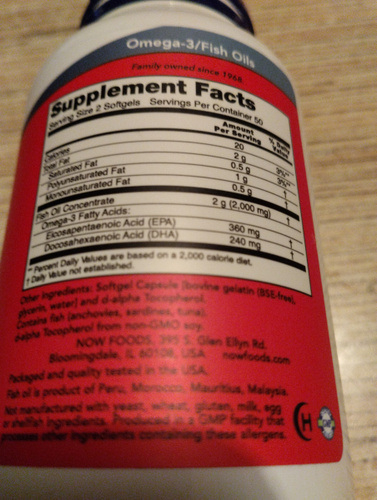 Omega-3/Fish Oils
Family owned since 1968
Supplement Facts
Serving Size 2 Softgels Servings Per Container 50
Amount Per Serving % Daily Value
Calories 20
Total Fat 2 g 3%**
Saturated Fat 0.5 g 3%**
Polyunsaturated Fat 1 g †
Monounsaturated Fat 0.5 g †
Fish Oil Concentrate 2 g (2,000 mg) †
Omega-3 Fatty Acids:
Eicosapentaenoic Acid (EPA) 360 mg †
Docosahexaenoic Acid (DHA) 240 mg †
* Percent Daily Values are based on a 2,000 calorie diet.
† Daily Value not established.
Other Ingredients: Softgel Capsule [bovine gelatin (BSE-free),
glycerin, water] and d-alpha Tocopherol.
Contains fish (anchovies, sardines, tuna).
d-alpha Tocopherol from non-GMO soy.
NOW FOODS, 395 S. Glen Ellyn Rd.
Bloomingdale, IL 60108, USA nowfoods.com
Packaged and quality tested in the USA.
Fish oil is product of Peru, Morocco, Mauritius, Malaysia.
Not manufactured with yeast, wheat, gluten, milk, egg
or shellfish ingredients. Produced in a GMP facility that
processes other ingredients containing these allergens.
H